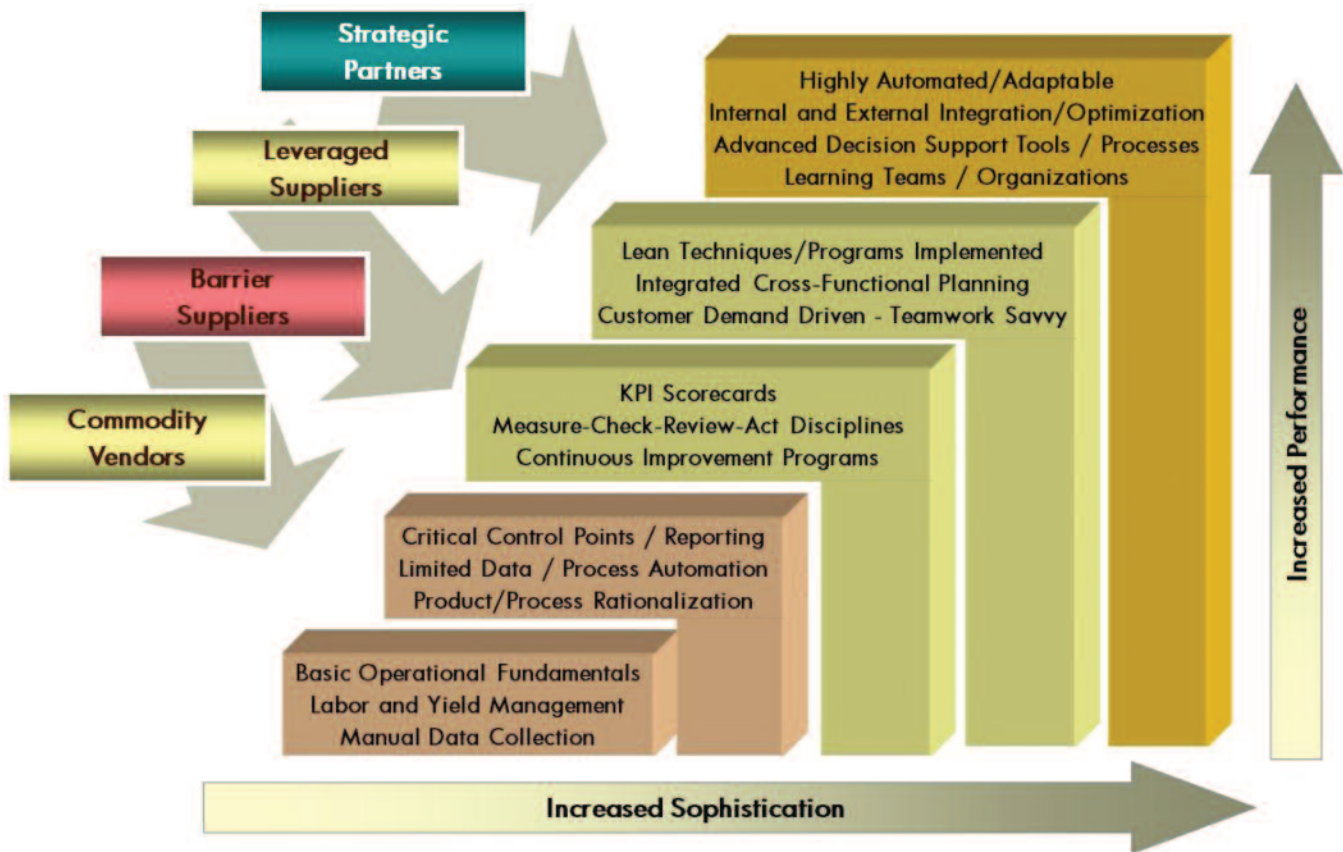 Strategic
Partners
Leveraged
Suppliers
Barrier
Suppliers
Commodity
Vendors
Highly Automated/Adaptable
Internal and External Integration/Optimization
Advanced Decision Support Tools / Processes
Learning Teams / Organizations
Lean Techniques/Programs Implemented
Integrated Cross-Functional Planning
Customer Demand Driven - Teamwork Savvy
KPI Scorecards
Measure-Check-Review-Act Disciplines
Continuous Improvement Programs
Critical Control Points / Reporting
Limited Data / Process Automation
Product/Process Rationalization
Basic Operational Fundamentals
Labor and Yield Management
Manual Data Collection
Increased Performance
Increased Sophistication